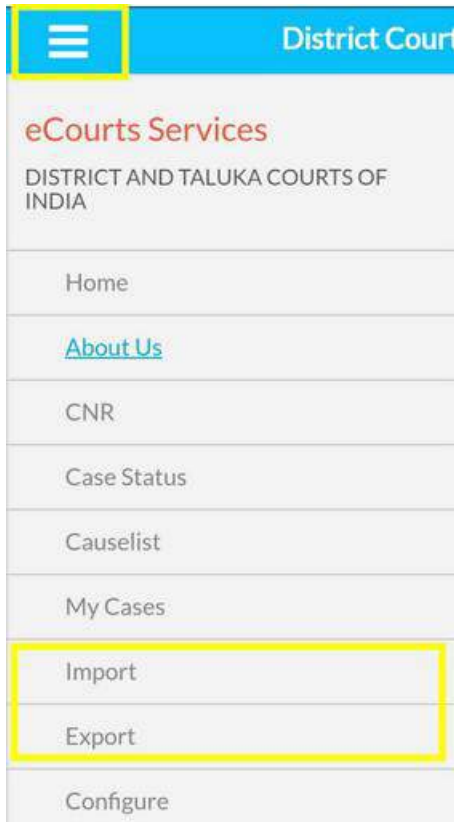 District Court
eCourts Services
DISTRICT AND TALUKA COURTS OF
INDIA
Home
About Us
CNR
Case Status
Causelist
My Cases
Import
Export
Configure